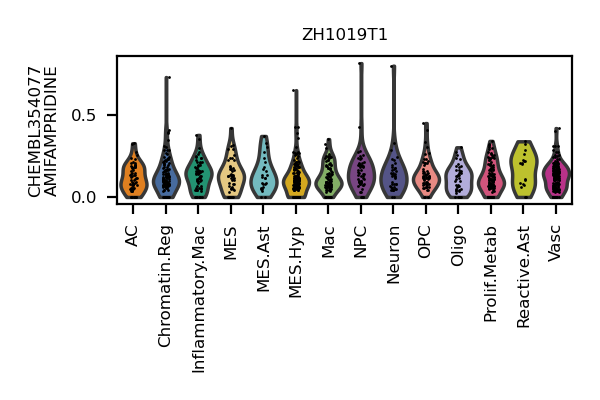 ZH1019T1
CHEMBL354077
AMIFAMPRIDINE
0.5
0.0
AC
Chromatin.Reg
Inflammatory.Mac
MES
MES.Ast
MES.Hyp
Mac
NPC
Neuron
OPC
Oligo
Prolif.Metab
Reactive.Ast
Vasc